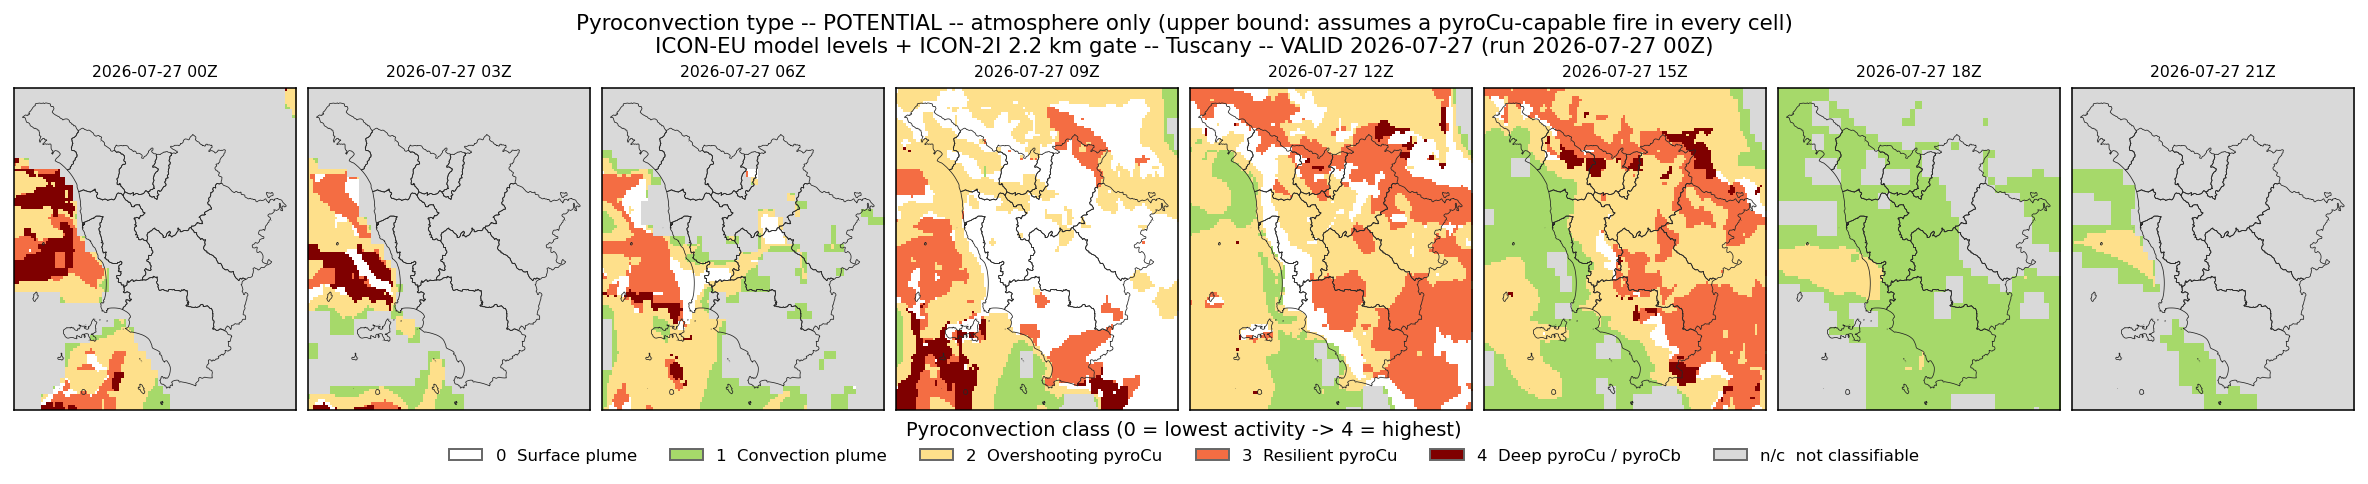 Pyroconvection type -- POTENTIAL -- atmosphere only (upper bound: assumes a pyroCu-capable fire in every cell)
ICON-EU model levels + ICON-2I 2.2 km gate -- Tuscany -- VALID 2026-07-27 (run 2026-07-27 00Z)
2026-07-27 00Z 2026-07-27 03Z 2026-07-27 06Z 2026-07-27 09Z 2026-07-27 12Z 2026-07-27 15Z 2026-07-27 18Z 2026-07-27 21Z
Pyroconvection class (0 = lowest activity -> 4 = highest)
0 Surface plume 1 Convection plume 2 Overshooting pyroCu 3 Resilient pyroCu 4 Deep pyroCu / pyroCb n/c not classifiable